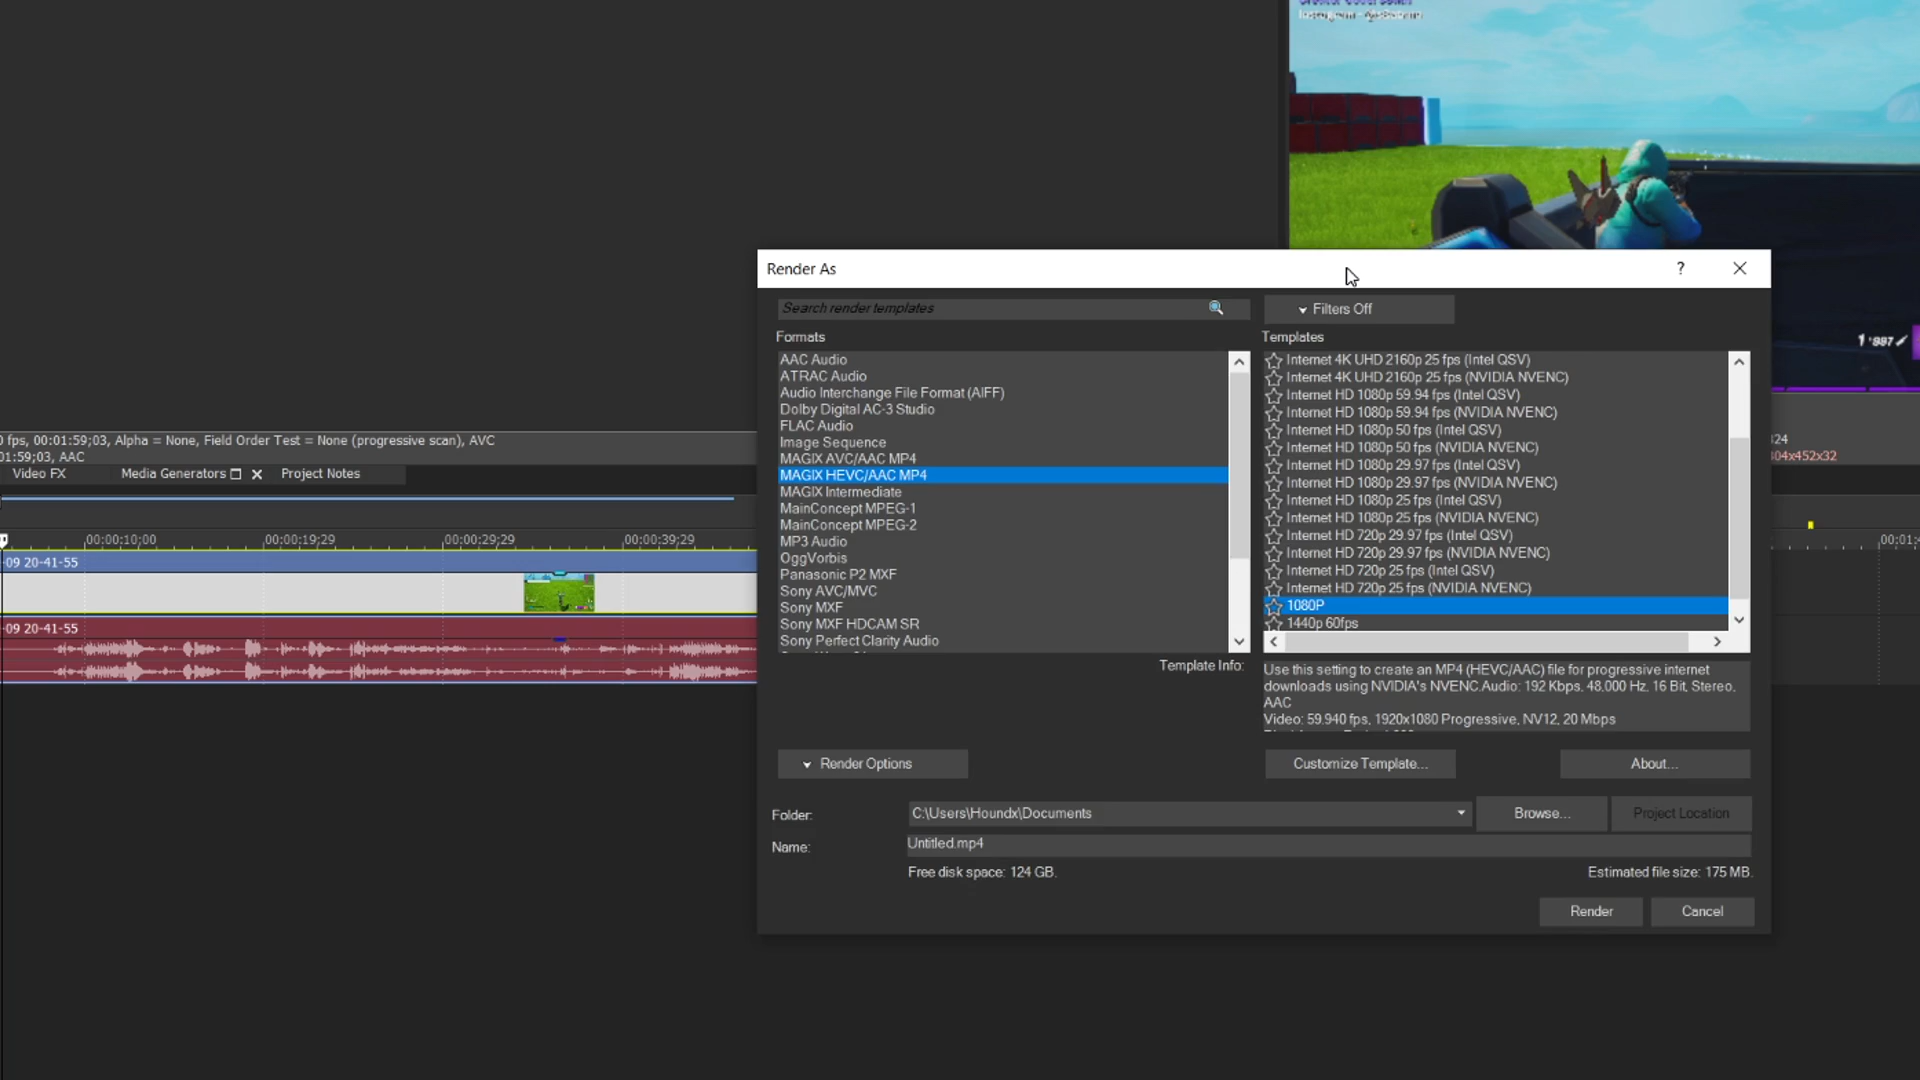 Render As
?
Search render templates
Filters Off
Formats
Templates
AAC Audio
ATRAC Audio
Audio Interchange File Format (AIFF)
Dolby Digital AC-3 Studio
FLAC Audio
Image Sequence
MAGIX AVC/AAC MP4
MAGIX HEVC/AAC MP4
MAGIX Intermediate
MainConcept MPEG-1
MainConcept MPEG-2
MP3 Audio
OggVorbis
Panasonic P2 MXF
Sony AVC/MVC
Sony MXF
Sony MXF HDCAM SR
Sony Perfect Clarity Audio
Internet 4K UHD 2160p 25 fps (Intel QSV)
Internet 4K UHD 2160p 25 fps (NVIDIA NVENC)
Internet HD 1080p 59.94 fps (Intel QSV)
Internet HD 1080p 59.94 fps (NVIDIA NVENC)
Internet HD 1080p 50 fps (Intel QSV)
Internet HD 1080p 50 fps (NVIDIA NVENC)
Internet HD 1080p 29.97 fps (Intel QSV)
Internet HD 1080p 29.97 fps (NVIDIA NVENC)
Internet HD 1080p 25 fps (Intel QSV)
Internet HD 1080p 25 fps (NVIDIA NVENC)
Internet HD 720p 29.97 fps (Intel QSV)
Internet HD 720p 29.97 fps (NVIDIA NVENC)
Internet HD 720p 25 fps (Intel QSV)
Internet HD 720p 25 fps (NVIDIA NVENC)
1080P
1440p 60fps
Template Info:
Use this setting to create an MP4 (HEVC/AAC) file for progressive internet
downloads using NVIDIA's NVENC.Audio: 192 Kbps, 48,000 Hz, 16 Bit, Stereo,
AAC
Video: 59.940 fps, 1920x1080 Progressive, NV12, 20 Mbps
Render Options
Customize Template...
About...
Folder:
C:\Users\Houndx\Documents
Browse...
Project Location
Name:
Untitled.mp4
Free disk space: 124 GB.
Estimated file size: 175 MB.
Render
Cancel
0 fps, 00:01:59;03, Alpha = None, Field Order Test = None (progressive scan), AVC
01:59;03, AAC
Video FX
Media Generators
Project Notes
00:00:10;00
00:00:19;29
00:00:29;29
00:00:39;29
-09 20-41-55
-09 20-41-55
324
304x452x32
00:01:4